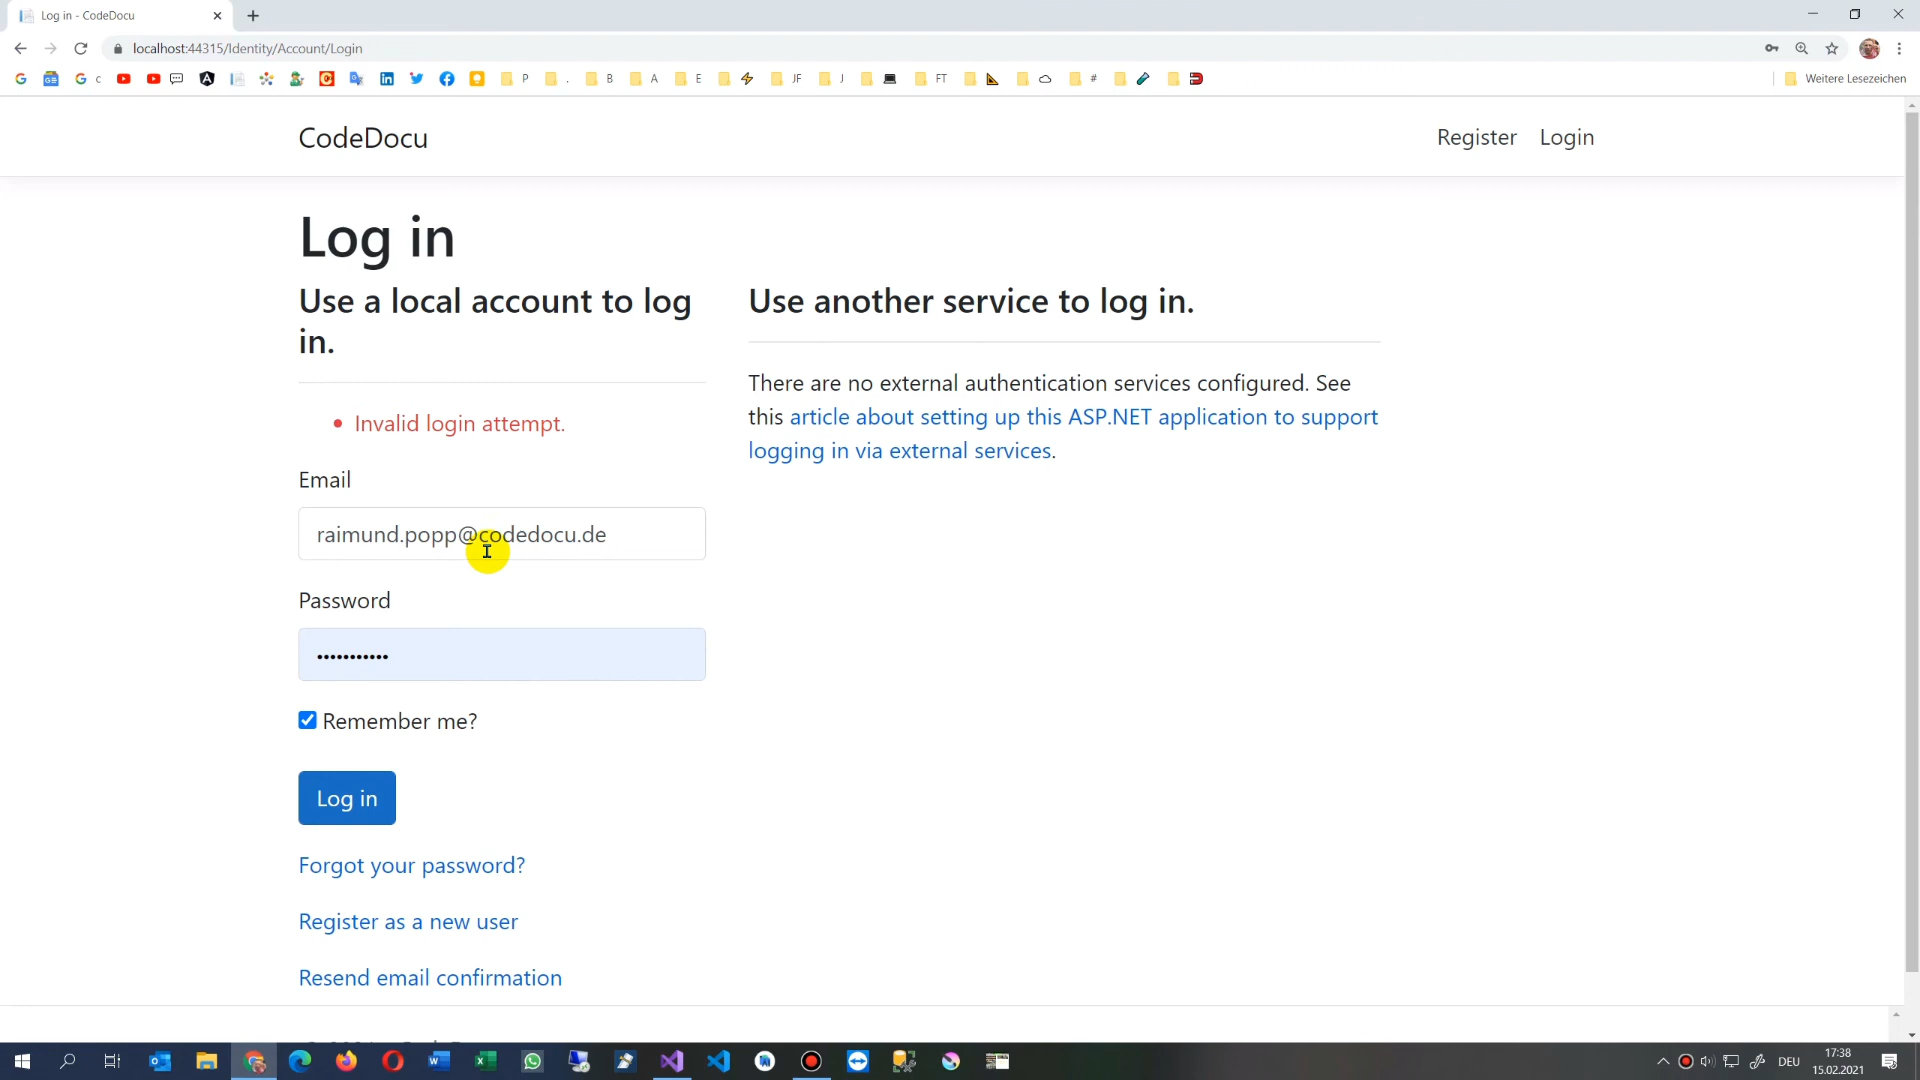 Log in - CodeDocu
localhost:44315/Identity/Account/Login
c
P
.
B
A
E
JF
J
FT
#
Weitere Lesezeichen
CodeDocu
Register Login
Log in
Use a local account to log
in.
Invalid login attempt.
Email
raimund.popp@codedocu.de
Password
Remember me?
Log in
Forgot your password?
Register as a new user
Resend email confirmation
Use another service to log in.
There are no external authentication services configured. See
this article about setting up this ASP.NET application to support
logging in via external services.
DEU
17:38
15.02.2021